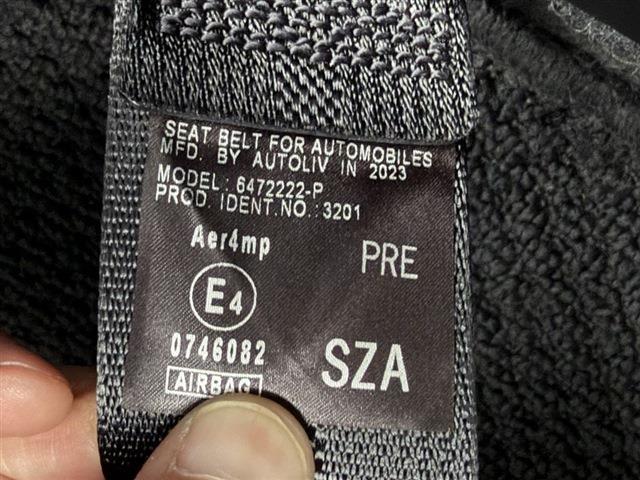 SEAT BELT FOR AUTOMOBILES
MFD. BY AUTOLIV IN 2023
MODEL: 6472222-P
PROD. IDENT.NO.:3201
Aer4mp
PRE
E4
0746082
SZA
AIRBAG